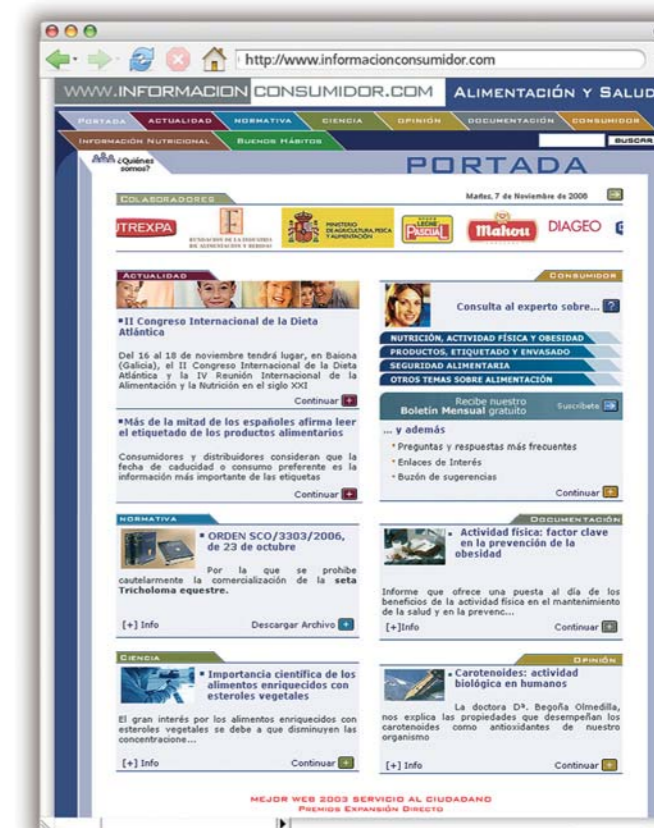 http://www.informacionconsumidor.com
WWW.INFORMACION CONSUMIDOR.COM
ALIMENTACIÓN Y SALUD
PORTADA ACTUALIDAD NORMATIVA CIENCIA OPINIÓN DOCUMENTACIÓN CONSUMIDOR
INFORMACIÓN NUTRICIONAL BUENOS HÁBITOS BUSCAR
¿Quiénes
somos?
PORTADA
COLABORADORES
Martes, 7 de Noviembre de 2006
UTREXPA
FUNDACIÓN DE LA INDUSTRIA
DE ALIMENTACIÓN Y BEBIDAS
MINISTERIO
DE AGRICULTURA, PESCA
Y ALIMENTACIÓN
LECHE
PASCUAL
Mahou
DIAGEO
ACTUALIDAD
II Congreso Internacional de la Dieta
Atlántica
Del 16 al 18 de noviembre tendrá lugar, en Baiona
(Galicia), el II Congreso Internacional de la Dieta
Atlántica y la IV Reunión Internacional de la
Alimentación y la Nutrición en el siglo XXI
Continuar +
Más de la mitad de los españoles afirma leer
el etiquetado de los productos alimentarios
Consumidores y distribuidores consideran que la
fecha de caducidad o consumo preferente es la
información más importante de las etiquetas
Continuar +
CONSUMIDOR
Consulta al experto sobre... ?
NUTRICIÓN, ACTIVIDAD FÍSICA Y OBESIDAD
PRODUCTOS, ETIQUETADO Y ENVASADO
SEGURIDAD ALIMENTARIA
OTROS TEMAS SOBRE ALIMENTACIÓN
Recibe nuestro
Boletín Mensual gratuito Suscríbete
... y además
Preguntas y respuestas más frecuentes
Enlaces de Interés
Buzón de sugerencias
Continuar +
NORMATIVA
ORDEN SCO/3303/2006,
de 23 de octubre
Por la que se prohibe
cautelarmente la comercialización de la seta
Tricholoma equestre.
[+] Info Descargar Archivo +
DOCUMENTACIÓN
Actividad física: factor clave
en la prevención de la
obesidad
Informe que ofrece una puesta al día de los
beneficios de la actividad física en el mantenimiento
de la salud y en la prevenc...
[+]Info Continuar +
CIENCIA
Importancia científica de los
alimentos enriquecidos con
esteroles vegetales
El gran interés por los alimentos enriquecidos con
esteroles vegetales se debe a que disminuyen las
concentracione...
[+] Info Continuar +
OPINIÓN
Carotenoides: actividad
biológica en humanos
La doctora Dª. Begoña Olmedilla,
nos explica las propiedades que desempeñan los
carotenoides como antioxidantes de nuestro
organismo
[+] Info Continuar +
MEJOR WEB 2003 SERVICIO AL CIUDADANO
PREMIOS EXPANSIÓN DIRECTO